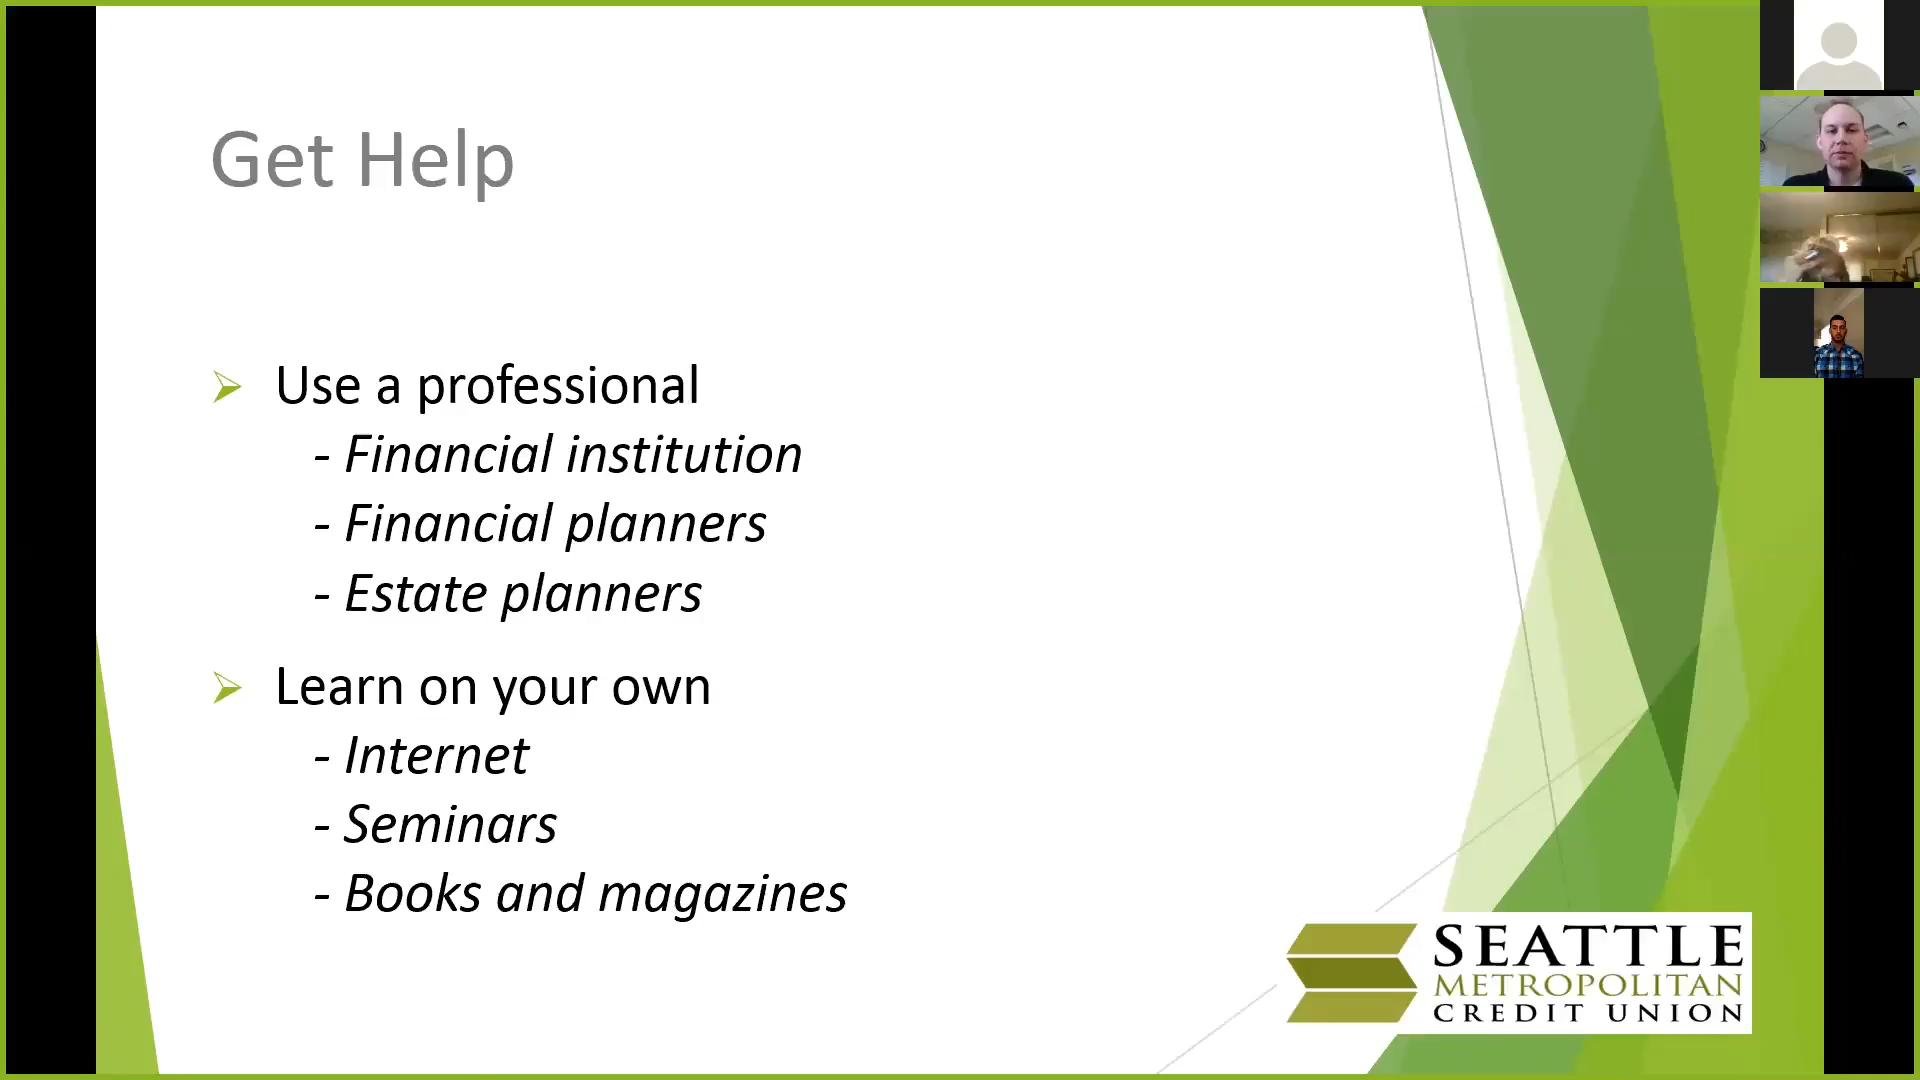 Get Help
➢ Use a professional
- Financial institution
- Financial planners
- Estate planners
➢ Learn on your own
- Internet
- Seminars
- Books and magazines
SEATTLE
METROPOLITAN
CREDIT UNION